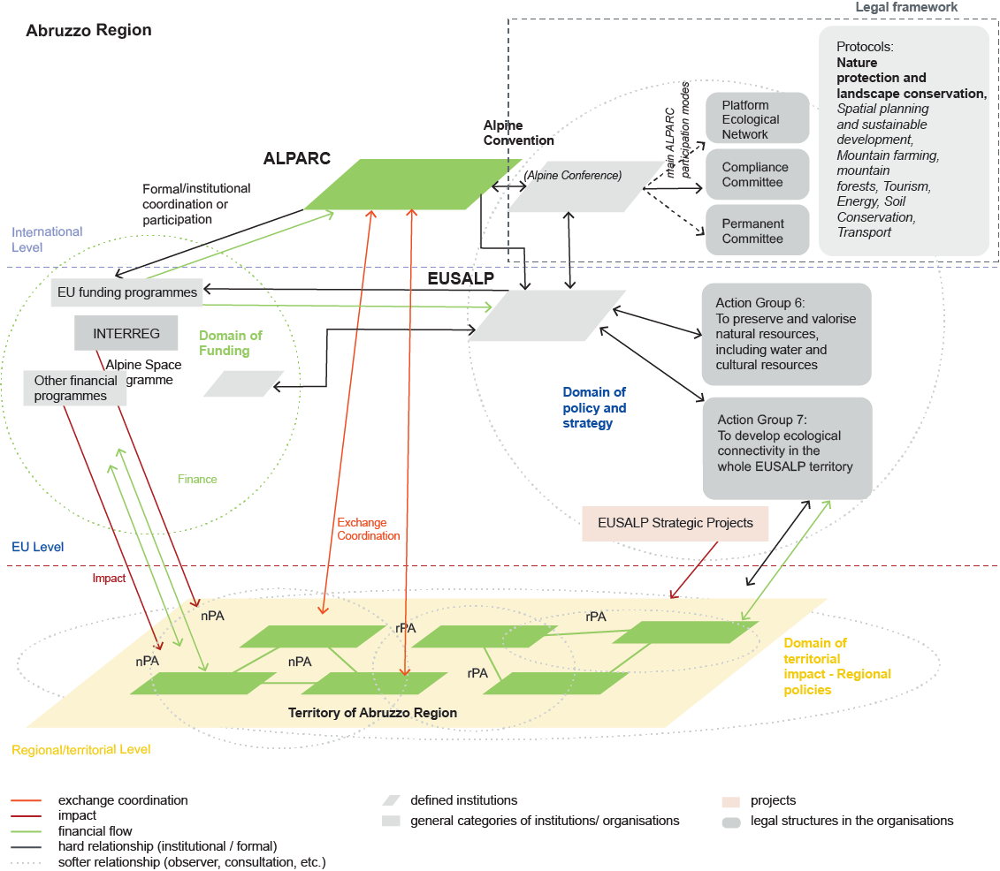 Legal framework
Abruzzo Region
Protocols:
Nature
protection and
landscape conservation,
Spatial planning
and sustainable
development,
Mountain farming,
mountain
forests, Tourism,
Energy, Soil
Conservation,
Transport
main ALPARC
participation modes
Platform
Ecological
Network
Compliance
Committee
Permanent
Committee
Alpine
Convention
(Alpine Conference)
ALPARC
Formal/institutional
coordination or
participation
International
Level
EUSALP
EU funding programmes
INTERREG
Domain of
Funding
Alpine Space
gramme
Other financial
programmes
Action Group 6:
To preserve and valorise
natural resources,
including water and
cultural resources
Domain of
policy and
strategy
Action Group 7:
To develop ecological
connectivity in the
whole EUSALP territory
Finance
Exchange
Coordination
EUSALP Strategic Projects
EU Level
Impact
nPA
rPA
rPA
nPA
nPA
rPA
Domain of
territorial
impact - Regional
policies
Territory of Abruzzo Region
Regional/territorial Level
exchange coordination
impact
financial flow
hard relationship (institutional / formal)
softer relationship (observer, consultation, etc.)
defined institutions
general categories of institutions/ organisations
projects
legal structures in the organisations